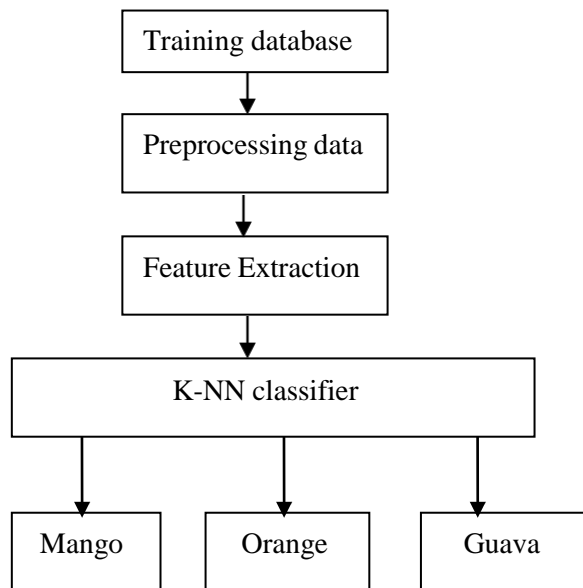 Training database
Preprocessing data
Feature Extraction
K-NN classifier
Mango
Orange
Guava